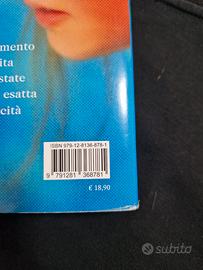 mento
ita
state
esatta
cità
ISBN 979-12-8136-878-1
9 791281 368781
€ 18,90
subito